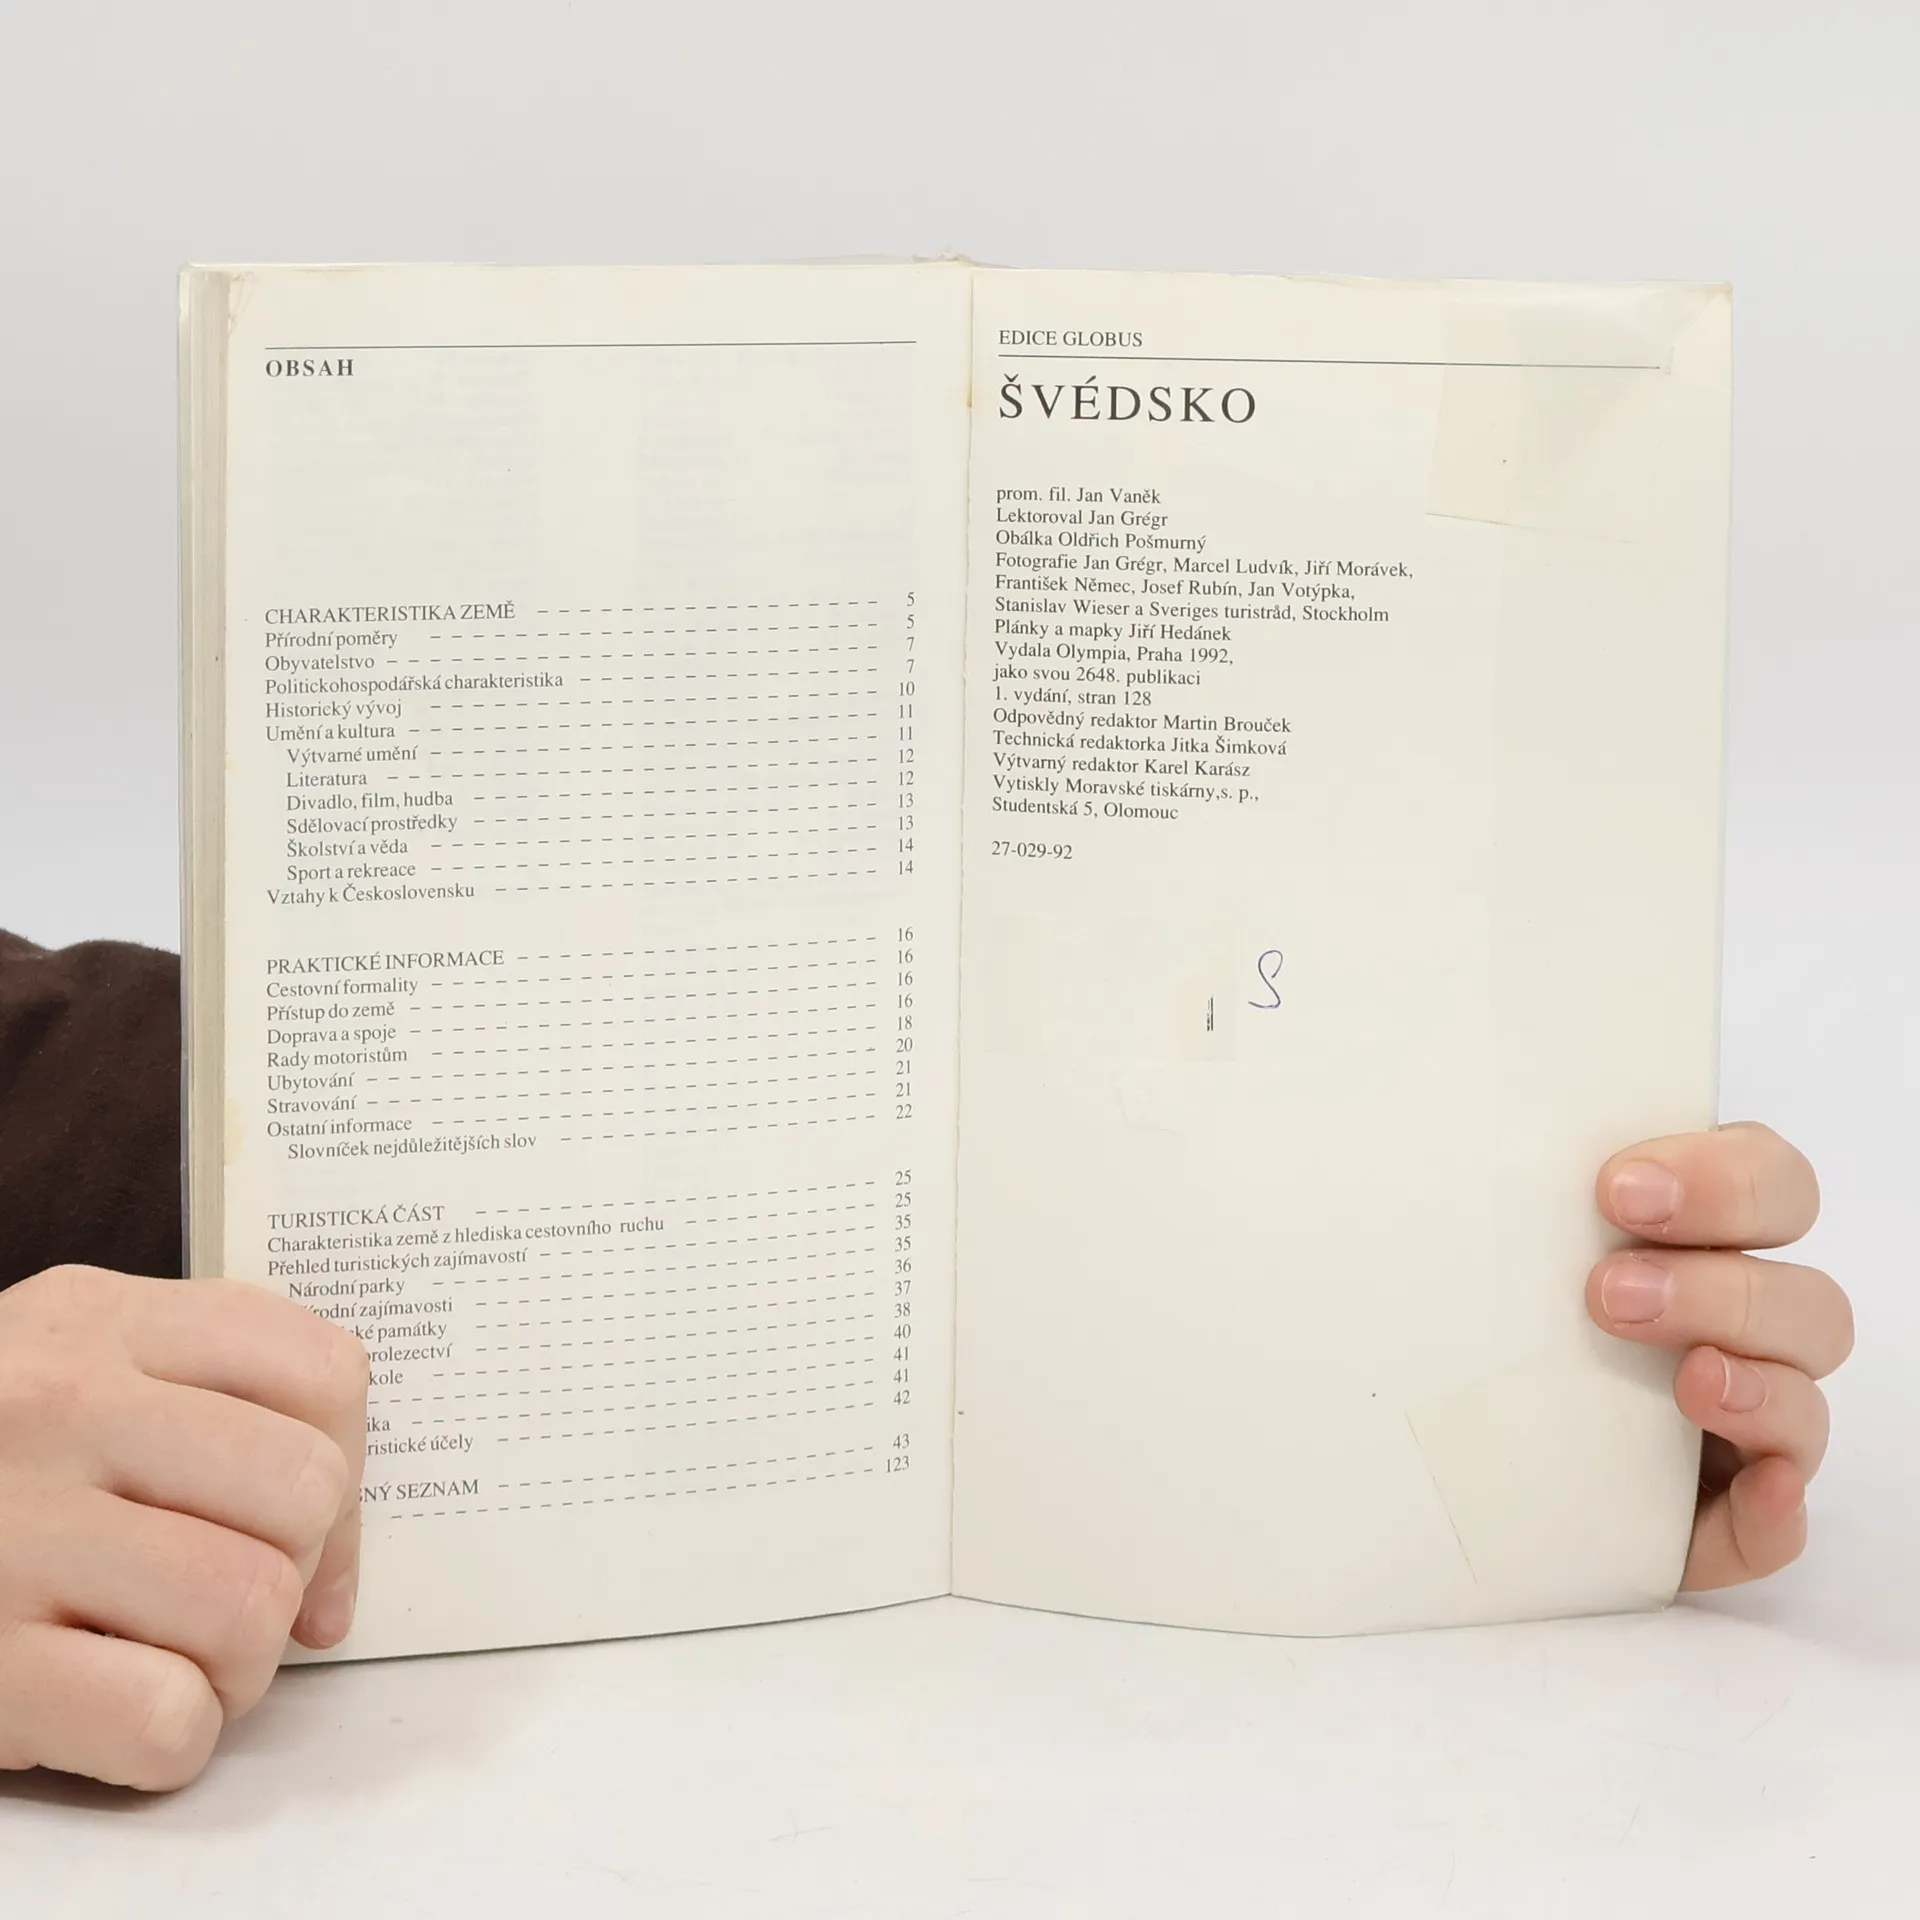 OBSAH
CHARAKTERISTIKA ZEMĚ 5
Přírodní poměry 5
Obyvatelstvo 7
Politickohospodářská charakteristika 7
Historický vývoj 10
Umění a kultura 11
Výtvarné umění 11
Literatura 12
Divadlo, film, hudba 12
Sdělovací prostředky 13
Školství a věda 13
Sport a rekreace 14
Vztahy k Československu 14
PRAKTICKÉ INFORMACE 16
Cestovní formality 16
Přístup do země 16
Doprava a spoje 16
Rady motoristům 18
Ubytování 20
Stravování 21
Ostatní informace 21
Slovníček nejdůležitějších slov 22
TURISTICKÁ ČÁST 25
Charakteristika země z hlediska cestovního ruchu 25
Přehled turistických zajímavostí 35
Národní parky 35
zajímavosti 36
památky 37
38
kole 40
41
41
účely 42
SEZNAM 43
123
EDICE GLOBUS
ŠVÉDSKO
prom. fil. Jan Vaněk
Lektoroval Jan Grégr
Obálka Oldřich Pošmurný
Fotografie Jan Grégr, Marcel Ludvík, Jiří Morávek,
František Němec, Josef Rubín, Jan Votýpka,
Stanislav Wieser a Sveriges turistråd, Stockholm
Plánky a mapky Jiří Hedánek
Vydala Olympia, Praha 1992,
jako svou 2648. publikaci
1. vydání, stran 128
Odpovědný redaktor Martin Brouček
Technická redaktorka Jitka Šimková
Výtvarný redaktor Karel Karász
Vytiskly Moravské tiskárny,s. p.,
Studentská 5, Olomouc
27-029-92
S